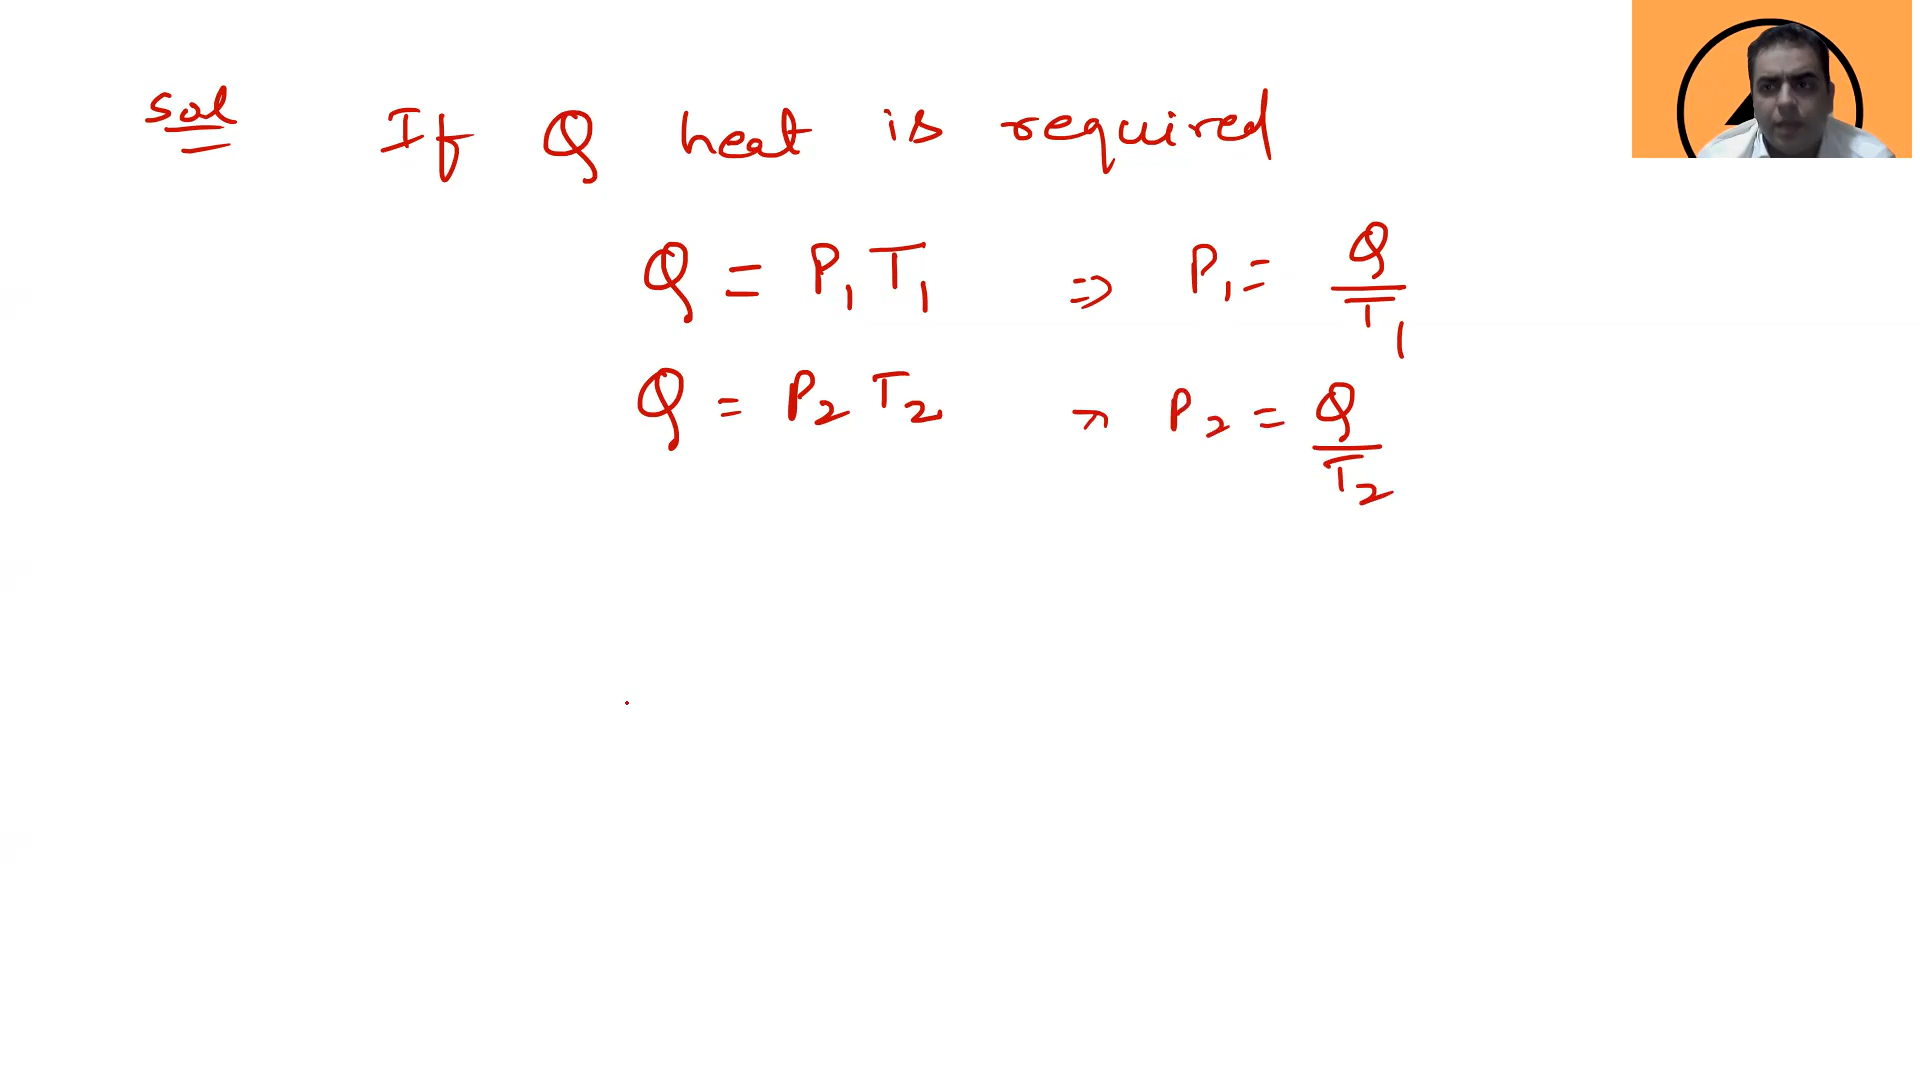 Sol
If Q heat is required
Q = P₁ T₁ ⇒ P₁ = Q/T₁
Q = P₂ T₂ ⇒ P₂ = Q/T₂